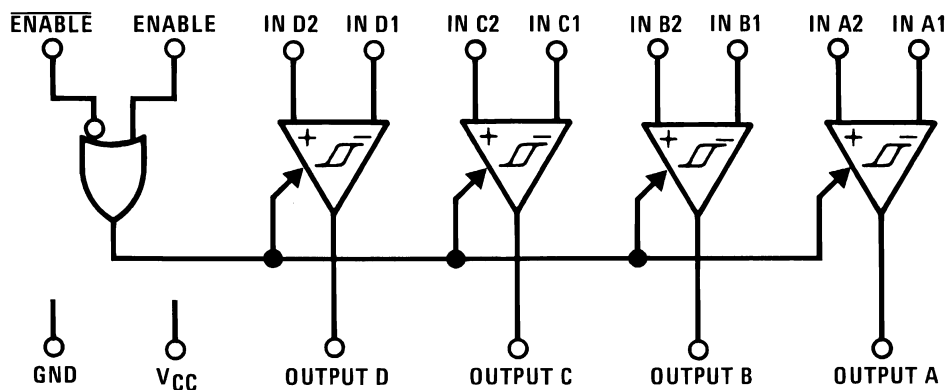 ENABLE ENABLE IN D2 IN D1 IN C2 IN C1 IN B2 IN B1 IN A2 IN A1
+ − + − + − + −
GND VCC OUTPUT D OUTPUT C OUTPUT B OUTPUT A